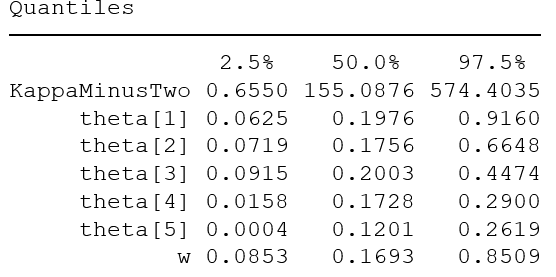 Quantiles
2.5% 50.0% 97.5%
KappaMinusTwo 0.6550 155.0876 574.4035
theta[1] 0.0625 0.1976 0.9160
theta[2] 0.0719 0.1756 0.6648
theta[3] 0.0915 0.2003 0.4474
theta[4] 0.0158 0.1728 0.2900
theta[5] 0.0004 0.1201 0.2619
w 0.0853 0.1693 0.8509